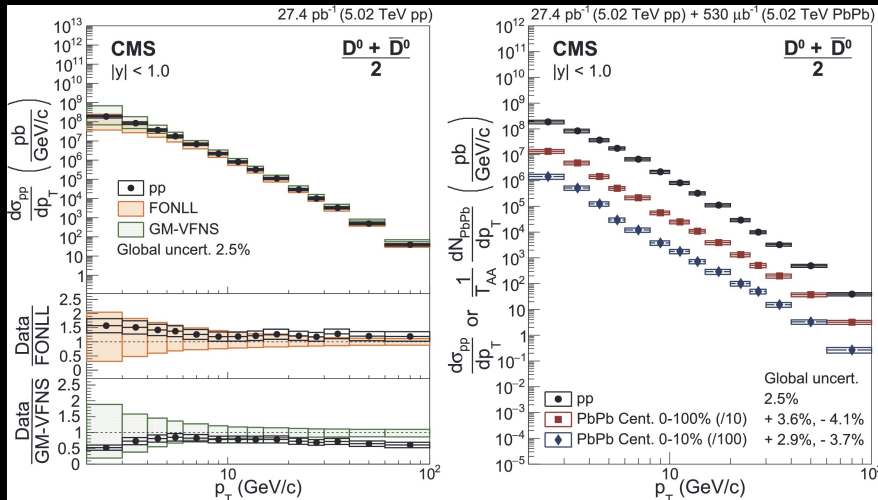 27.4 pb⁻¹ (5.02 TeV pp)
CMS
|y| < 1.0
D⁰ + D̅⁰
2
10¹³
10¹²
10¹¹
10¹⁰
10⁹
10⁸
10⁷
10⁶
10⁵
10⁴
10³
10²
10
1
dσpp
dpT
( pb
GeV/c )
pp
FONLL
GM-VFNS
Global uncert. 2.5%
Data
FONLL
2.5
2
1.5
1
0.5
0
Data
GM-VFNS
2.5
2
1.5
1
0.5
0
10
10²
pT (GeV/c)
27.4 pb⁻¹ (5.02 TeV pp) + 530 μb⁻¹ (5.02 TeV PbPb)
CMS
|y| < 1.0
D⁰ + D̅⁰
2
10¹³
10¹²
10¹¹
10¹⁰
10⁹
10⁸
10⁷
10⁶
10⁵
10⁴
10³
10²
10
1
10⁻¹
10⁻²
10⁻³
10⁻⁴
10⁻⁵
dσpp
dpT
or
1
TAA
dNPbPb
dpT
( pb
GeV/c )
Global uncert.
pp 2.5%
PbPb Cent. 0-100% (/10) + 3.6%, - 4.1%
PbPb Cent. 0-10% (/100) + 2.9%, - 3.7%
10
pT (GeV/c)